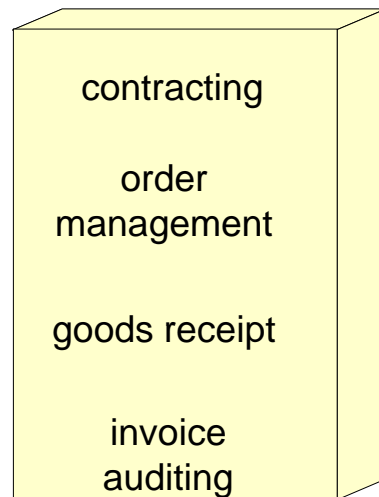 contracting
order
management
goods receipt
invoice
auditing